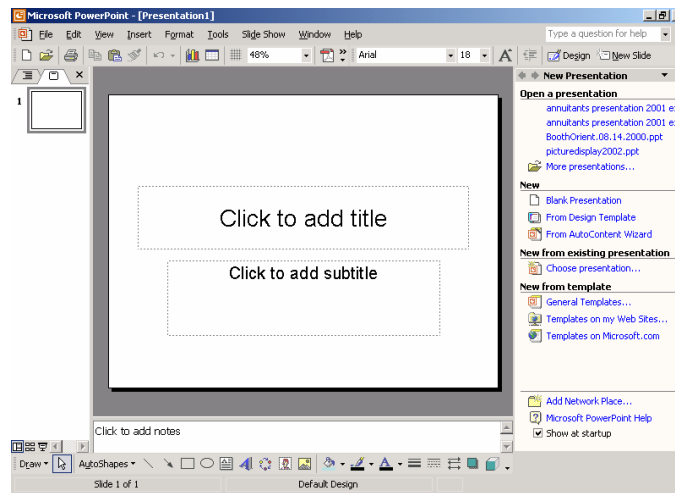 Microsoft PowerPoint - [Presentation1]
File Edit View Insert Format Tools Slide Show Window Help Type a question for help
48% Arial 18 A Design New Slide
New Presentation
1
Open a presentation
annuitants presentation 2001 e
annuitants presentation 2001 e
BoothOrient.08.14.2000.ppt
picturedisplay2002.ppt
More presentations...
New
Blank Presentation
From Design Template
From AutoContent Wizard
New from existing presentation
Choose presentation...
New from template
General Templates...
Templates on my Web Sites...
Templates on Microsoft.com
Add Network Place...
Microsoft PowerPoint Help
Show at startup
Click to add title
Click to add subtitle
Click to add notes
Draw AutoShapes A A
Slide 1 of 1 Default Design